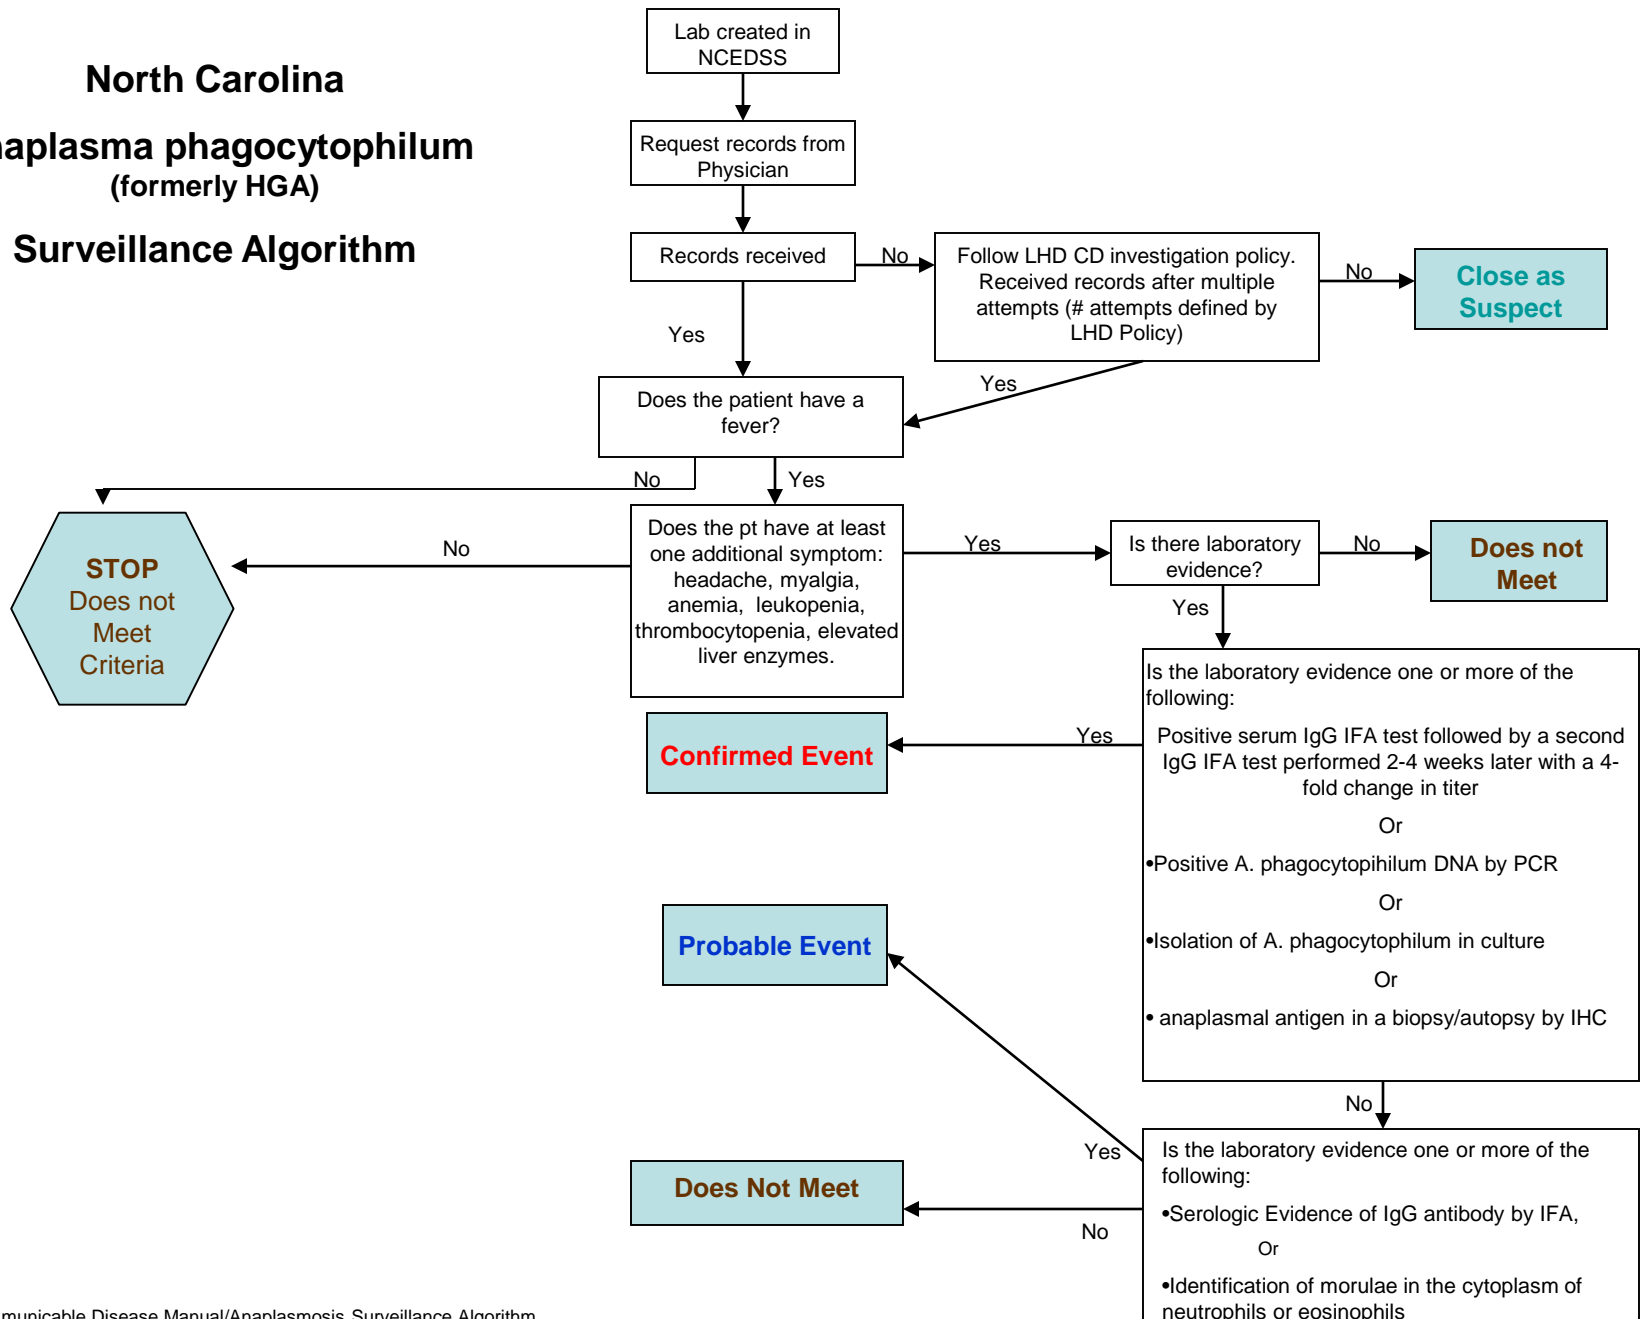 North Carolina
aplasma phagocytophilum
(formerly HGA)
Surveillance Algorithm
Lab created in
NCEDSS
Request records from
Physician
Records received
No
Follow LHD CD investigation policy.
Received records after multiple
attempts (# attempts defined by
LHD Policy)
No
Close as
Suspect
Yes
Yes
Does the patient have a
fever?
No
Yes
STOP
Does not
Meet
Criteria
No
Does the pt have at least
one additional symptom:
headache, myalgia,
anemia, leukopenia,
thrombocytopenia, elevated
liver enzymes.
Yes
Is there laboratory
evidence?
No
Does not
Meet
Yes
Is the laboratory evidence one or more of the
following:
Positive serum IgG IFA test followed by a second
IgG IFA test performed 2-4 weeks later with a 4-
fold change in titer
Or
•Positive A. phagocytopihilum DNA by PCR
Or
•Isolation of A. phagocytophilum in culture
Or
• anaplasmal antigen in a biopsy/autopsy by IHC
Yes
Confirmed Event
No
Is the laboratory evidence one or more of the
following:
•Serologic Evidence of IgG antibody by IFA,
Or
•Identification of morulae in the cytoplasm of
neutrophils or eosinophils
Yes
Probable Event
No
Does Not Meet
municable Disease Manual/Anaplasmosis Surveillance Algorithm